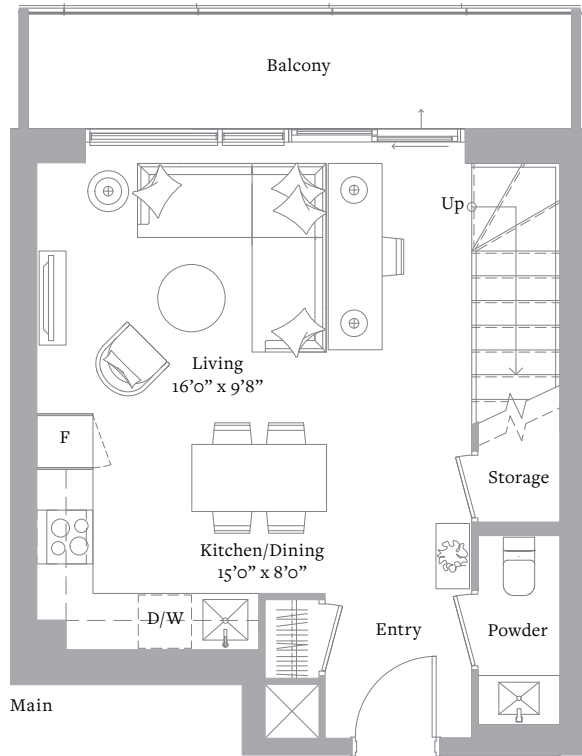 Balcony
Up
Living
16’0” x 9’8”
F
Storage
Kitchen/Dining
15’0” x 8’0”
D/W
Entry
Powder
Main